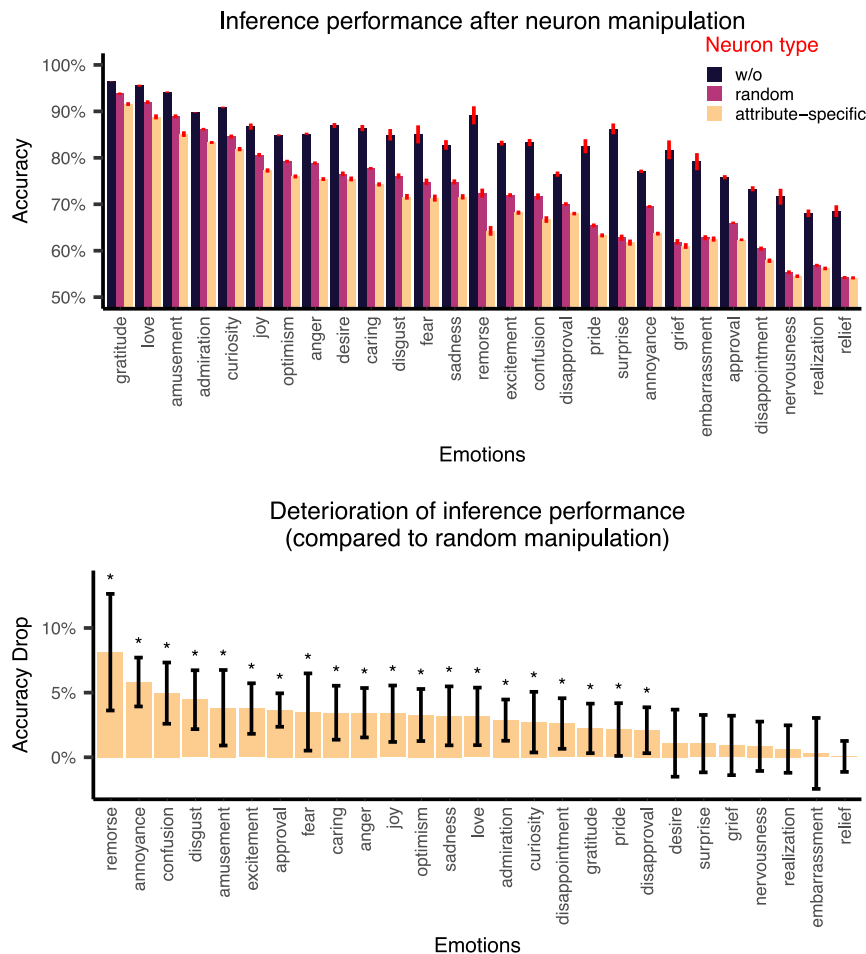 Inference performance after neuron manipulation
Neuron type
w/o
random
attribute−specific
Accuracy
100%
90%
80%
70%
60%
50%
gratitude
love
amusement
admiration
curiosity
joy
optimism
anger
desire
caring
disgust
fear
sadness
remorse
excitement
confusion
disapproval
pride
surprise
annoyance
grief
embarrassment
approval
disappointment
nervousness
realization
relief
Emotions
Deterioration of inference performance
(compared to random manipulation)
Accuracy Drop
10%
5%
0%
* * * * * * * * * * * * * * * * * * * *
remorse
annoyance
confusion
disgust
amusement
excitement
approval
fear
caring
anger
joy
optimism
sadness
love
admiration
curiosity
disappointment
gratitude
pride
disapproval
desire
surprise
grief
nervousness
realization
embarrassment
relief
Emotions